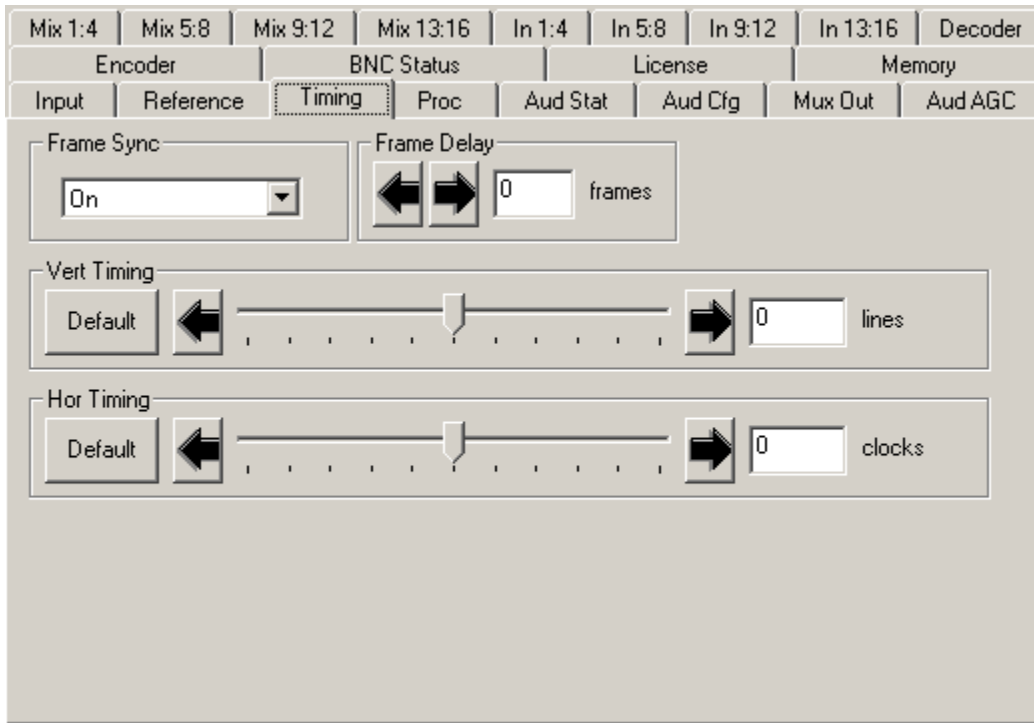 Mix 1:4 Mix 5:8 Mix 9:12 Mix 13:16 In 1:4 In 5:8 In 9:12 In 13:16 Decoder
Encoder BNC Status License Memory
Input Reference Timing Proc Aud Stat Aud Cfg Mux Out Aud AGC
Frame Sync Frame Delay
On 0 frames
Vert Timing
Default 0 lines
Hor Timing
Default 0 clocks